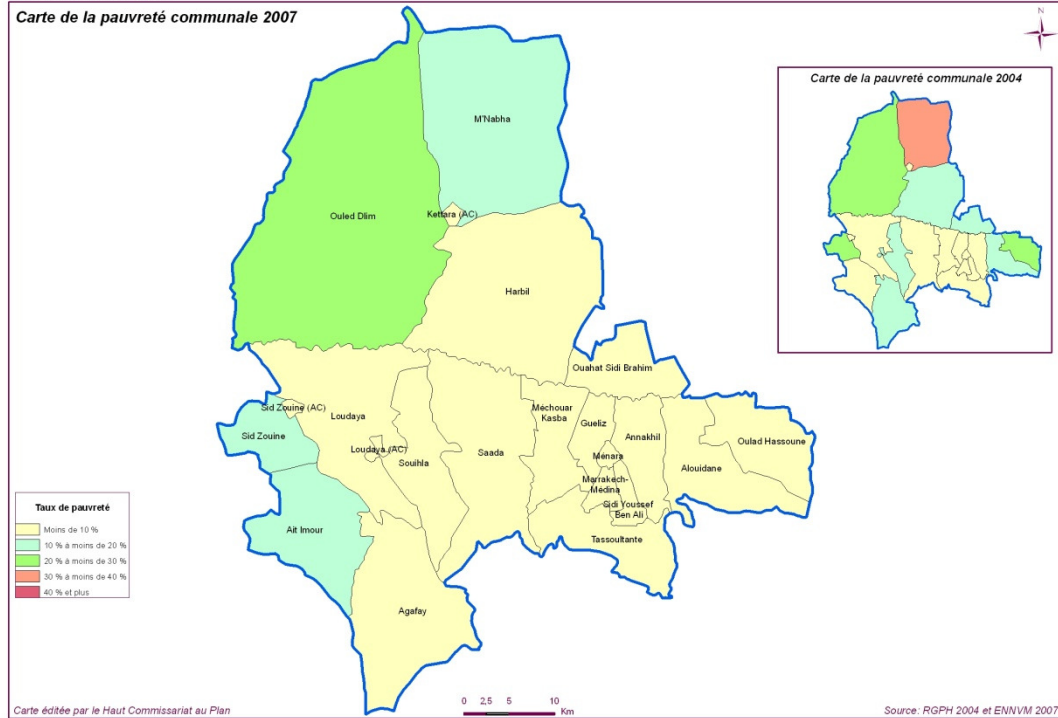 Carte de la pauvreté communale 2007
N
Carte de la pauvreté communale 2004
M'Nabha
Ouled Dlim
Kettara (AC)
Harbil
Ouahat Sidi Brahim
Sid Zouine (AC)
Loudaya
Méchouar
Kasba
Gueliz
Annakhil
Oulad Hassoune
Sid Zouine
Loudaya (AC)
Souihla
Saada
Ménara
Alouidane
Marrakech-
Médina
Sidi Youssef
Ben Ali
Tassoultante
Ait Imour
Agafay
Taux de pauvreté
Moins de 10 %
10 % à moins de 20 %
20 % à moins de 30 %
30 % à moins de 40 %
40 % et plus
0 2,5 5 10
Km
Carte éditée par le Haut Commissariat au Plan
Source: RGPH 2004 et ENNVM 2007